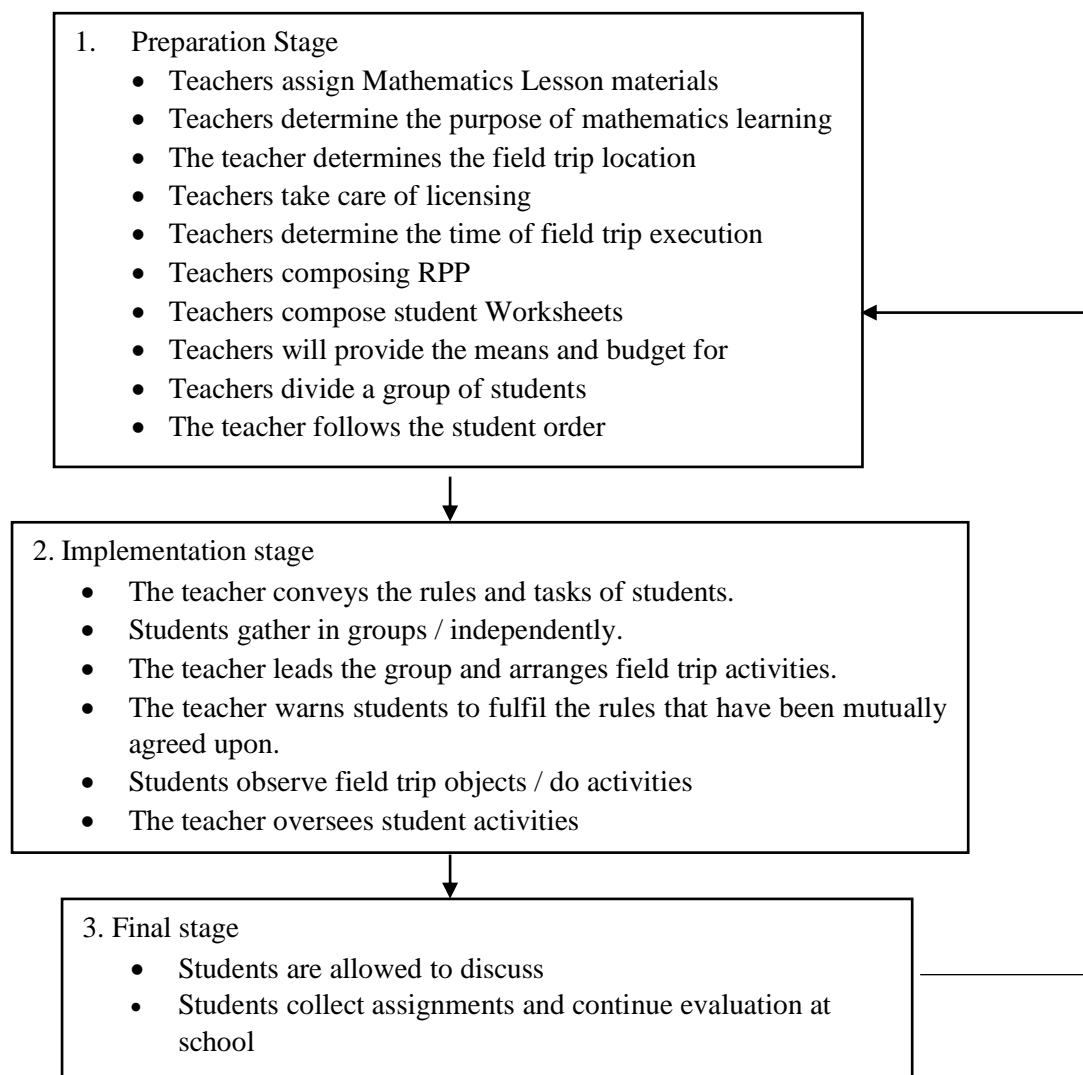 1. Preparation Stage
• Teachers assign Mathematics Lesson materials
• Teachers determine the purpose of mathematics learning
• The teacher determines the field trip location
• Teachers take care of licensing
• Teachers determine the time of field trip execution
• Teachers composing RPP
• Teachers compose student Worksheets
• Teachers will provide the means and budget for
• Teachers divide a group of students
• The teacher follows the student order
2. Implementation stage
• The teacher conveys the rules and tasks of students.
• Students gather in groups / independently.
• The teacher leads the group and arranges field trip activities.
• The teacher warns students to fulfil the rules that have been mutually
agreed upon.
• Students observe field trip objects / do activities
• The teacher oversees student activities
3. Final stage
• Students are allowed to discuss
• Students collect assignments and continue evaluation at
school